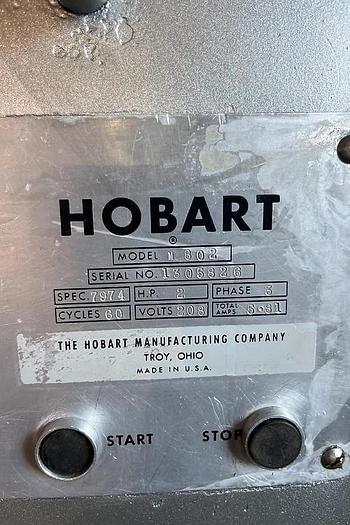 HOBART
®
MODEL M 802
SERIAL NO. 1305826
SPEC. 7974 H.P. 2 PHASE 3
CYCLES 60 VOLTS 208 TOTAL AMPS. 6.81
THE HOBART MANUFACTURING COMPANY
TROY, OHIO
MADE IN U.S.A.
START STOP